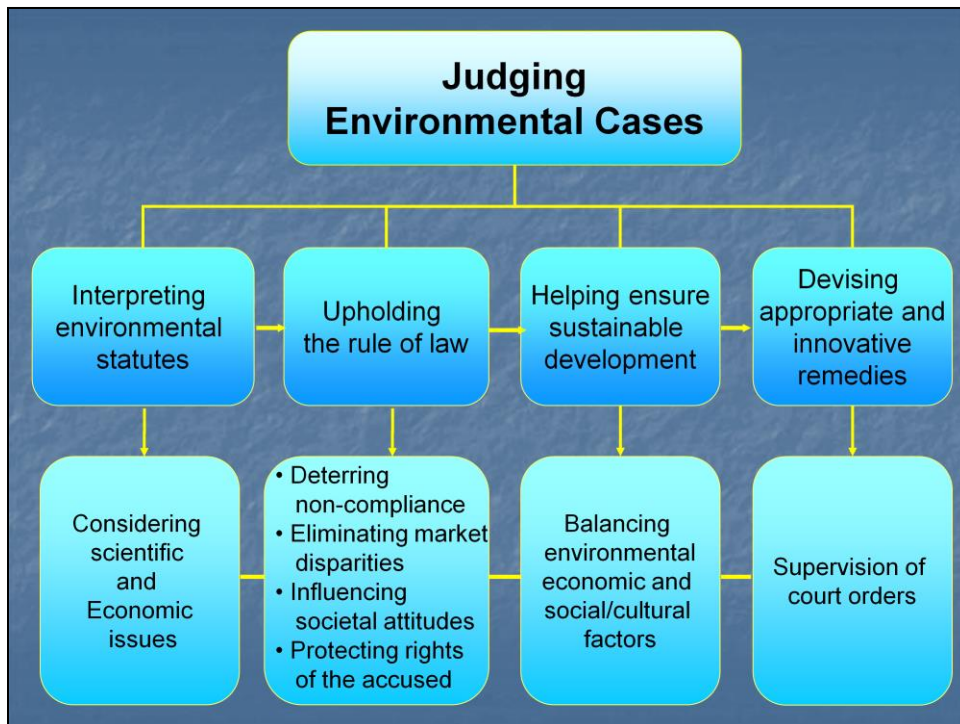 Judging
Environmental Cases
Interpreting
environmental
statutes
Upholding
the rule of law
Helping ensure
sustainable
development
Devising
appropriate and
innovative
remedies
Considering
scientific
and
Economic
issues
• Deterring
non-compliance
• Eliminating market
disparities
• Influencing
societal attitudes
• Protecting rights
of the accused
Balancing
environmental
economic and
social/cultural
factors
Supervision of
court orders